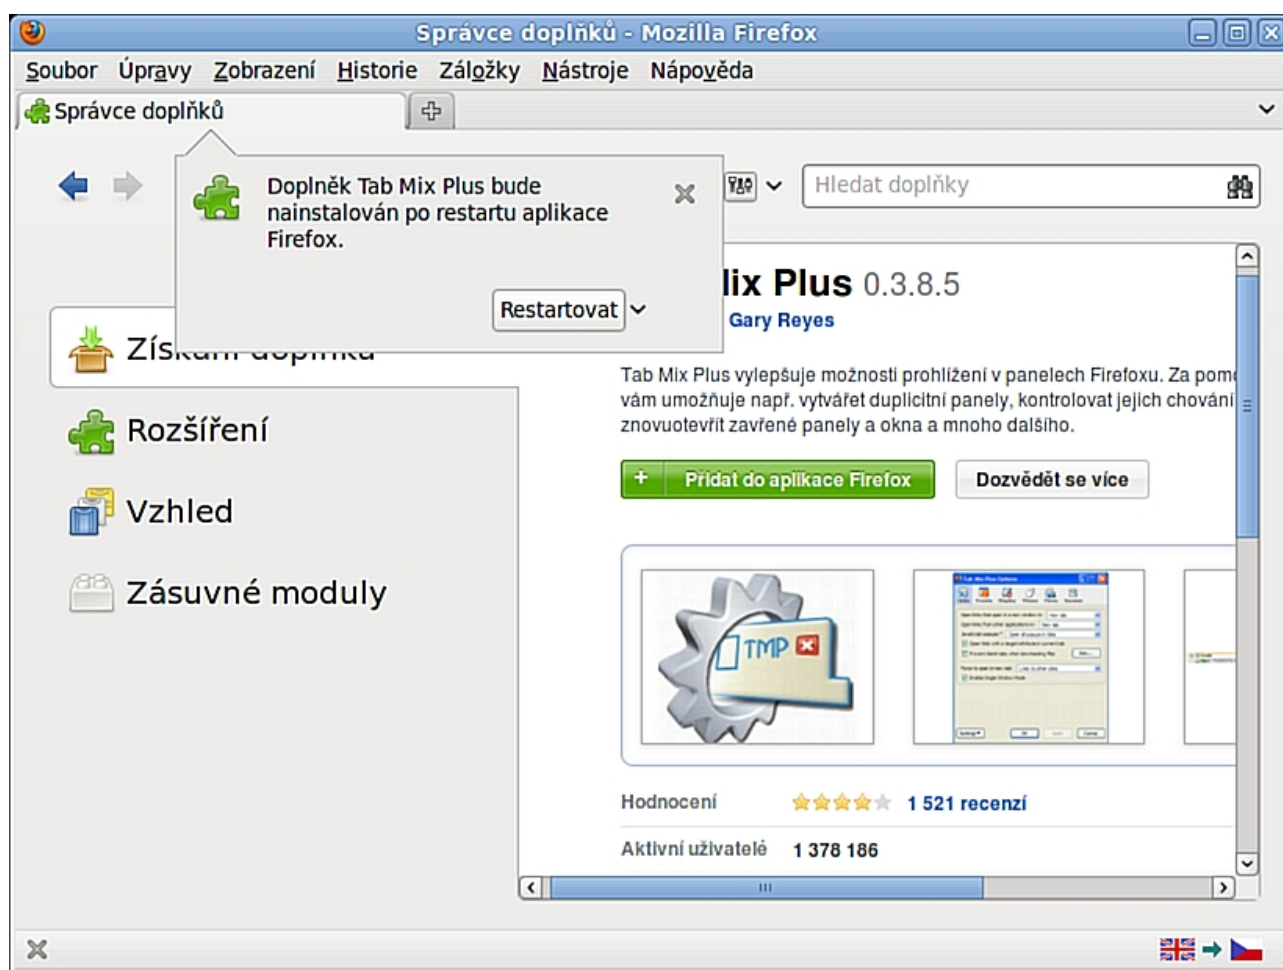 Správce doplňků - Mozilla Firefox
Soubor Úpravy Zobrazení Historie Záložky Nástroje Nápověda
Správce doplňků
Doplněk Tab Mix Plus bude
nainstalován po restartu aplikace
Firefox.
Restartovat
Hledat doplňky
Získání doplňků
Rozšíření
Vzhled
Zásuvné moduly
Mix Plus 0.3.8.5
Gary Reyes
Tab Mix Plus vylepšuje možnosti prohlížení v panelech Firefoxu. Za pomo
vám umožňuje např. vytvářet duplicitní panely, kontrolovat jejich chování
znovuotevřít zavřené panely a okna a mnoho dalšího.
+ Přidat do aplikace Firefox
Dozvědět se více
TMP
Hodnocení 1 521 recenzí
Aktivní uživatelé 1 378 186